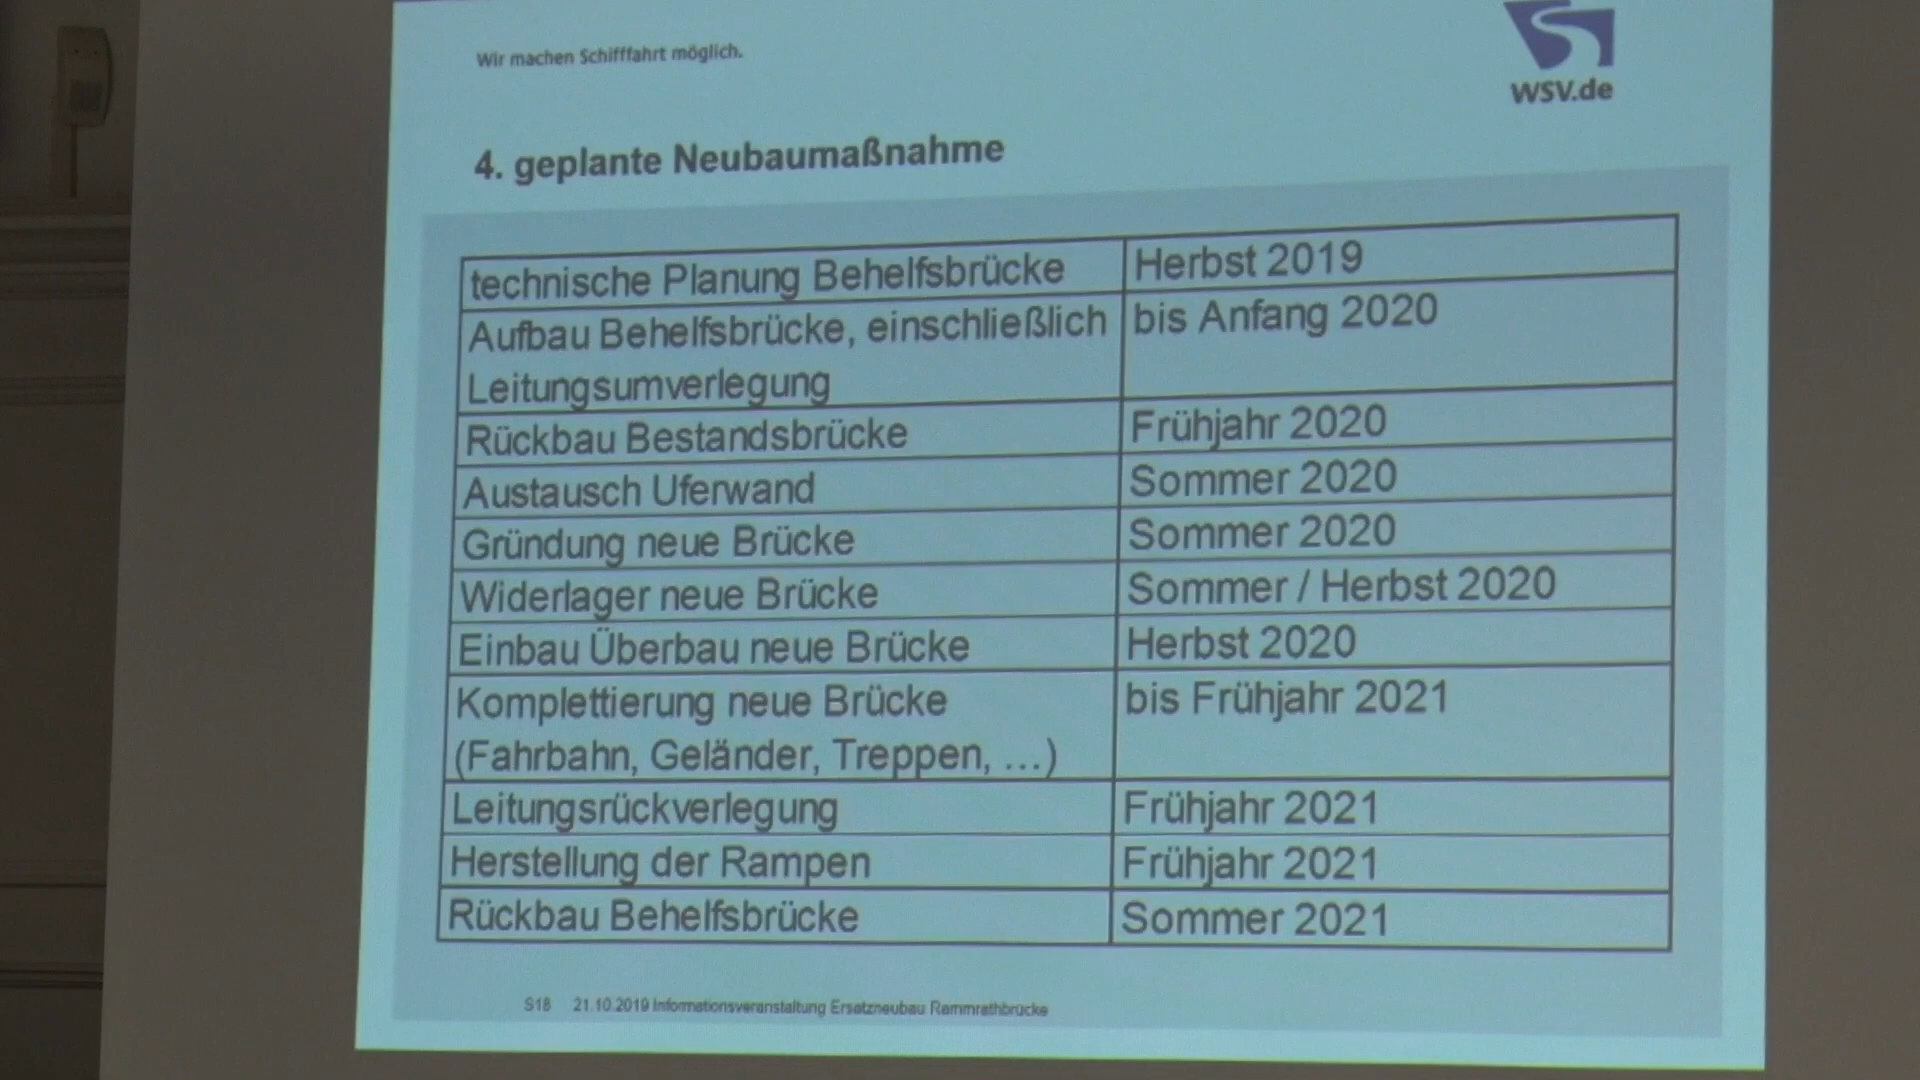 Wir machen Schifffahrt möglich.
WSV.de
4. geplante Neubaumaßnahme
technische Planung Behelfsbrücke Herbst 2019
Aufbau Behelfsbrücke, einschließlich bis Anfang 2020
Leitungsumverlegung
Rückbau Bestandsbrücke Frühjahr 2020
Austausch Uferwand Sommer 2020
Gründung neue Brücke Sommer 2020
Widerlager neue Brücke Sommer / Herbst 2020
Einbau Überbau neue Brücke Herbst 2020
Komplettierung neue Brücke bis Frühjahr 2021
(Fahrbahn, Geländer, Treppen, ...)
Leitungsrückverlegung Frühjahr 2021
Herstellung der Rampen Frühjahr 2021
Rückbau Behelfsbrücke Sommer 2021
S18 21.10.2019 Informationsveranstaltung Ersatzneubau Rammrathbrücke